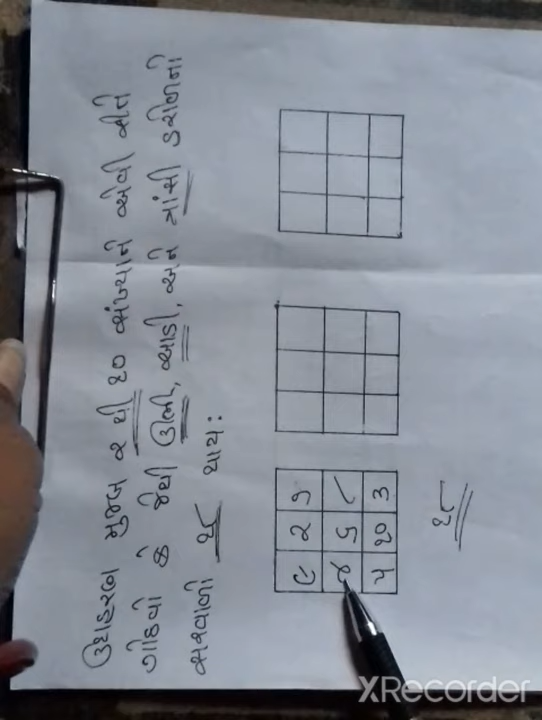 ઉદાહરણ મુજબ ૨ થી ૧૦ સંખ્યાને એવી રીતે
ગોઠવો કે જેથી ઊભી, આડી, અને ત્રાંસી હરોળનો
સરવાળો ૧૮ થાય:
૯ ૨ ૭
૪ ૬ ૮
૫ ૧૦ ૩
૧૮
XRecorder